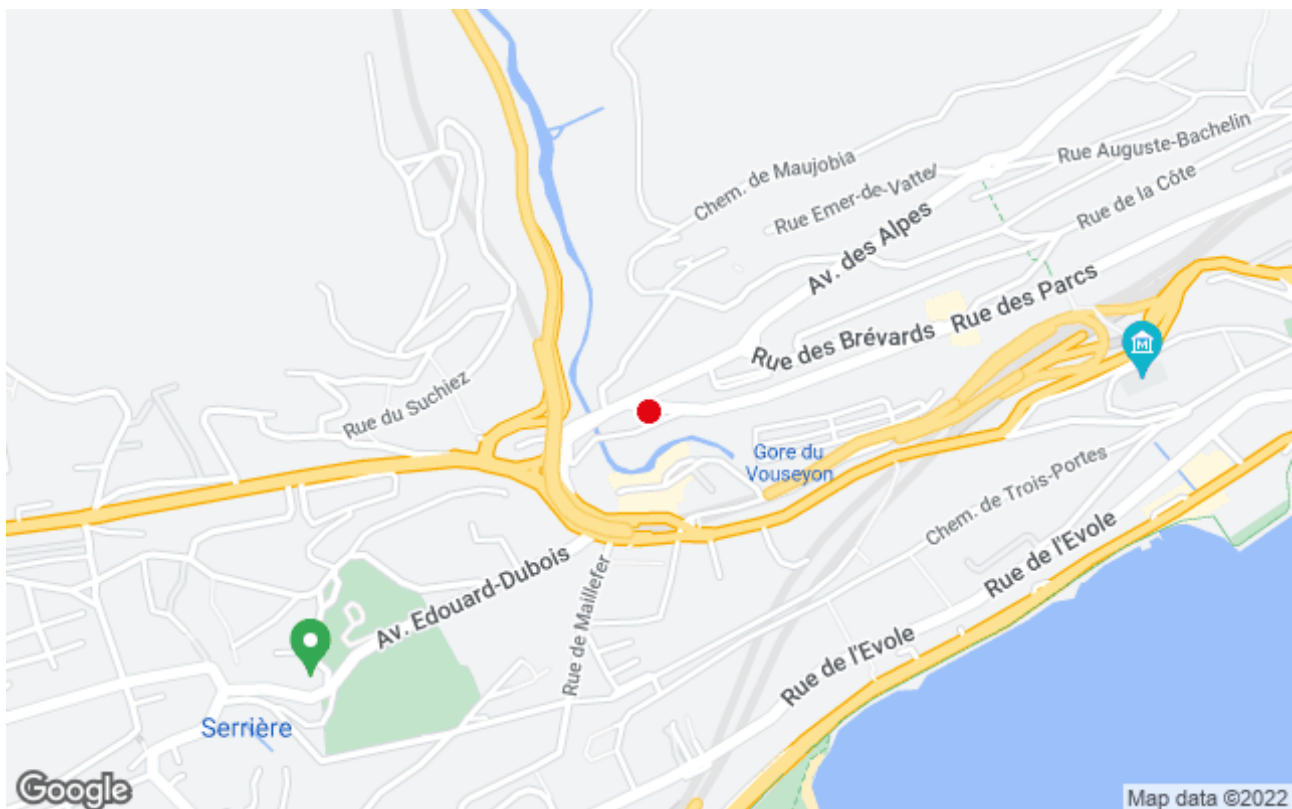 Rue Auguste-Bachelin
Chem. de Maujobia
Rue Emer-de-Vattel
Rue de la Côte
Av. des Alpes
Rue des Parcs
Rue des Brévards
Rue du Suchiez
Gore du
Vouseyon
Chem. de Trois-Portes
Av. Edouard-Dubois
Rue de Maillefer
Rue de l'Evole
Rue de l'Evole
Serrière
M
Google
Map data ©2022